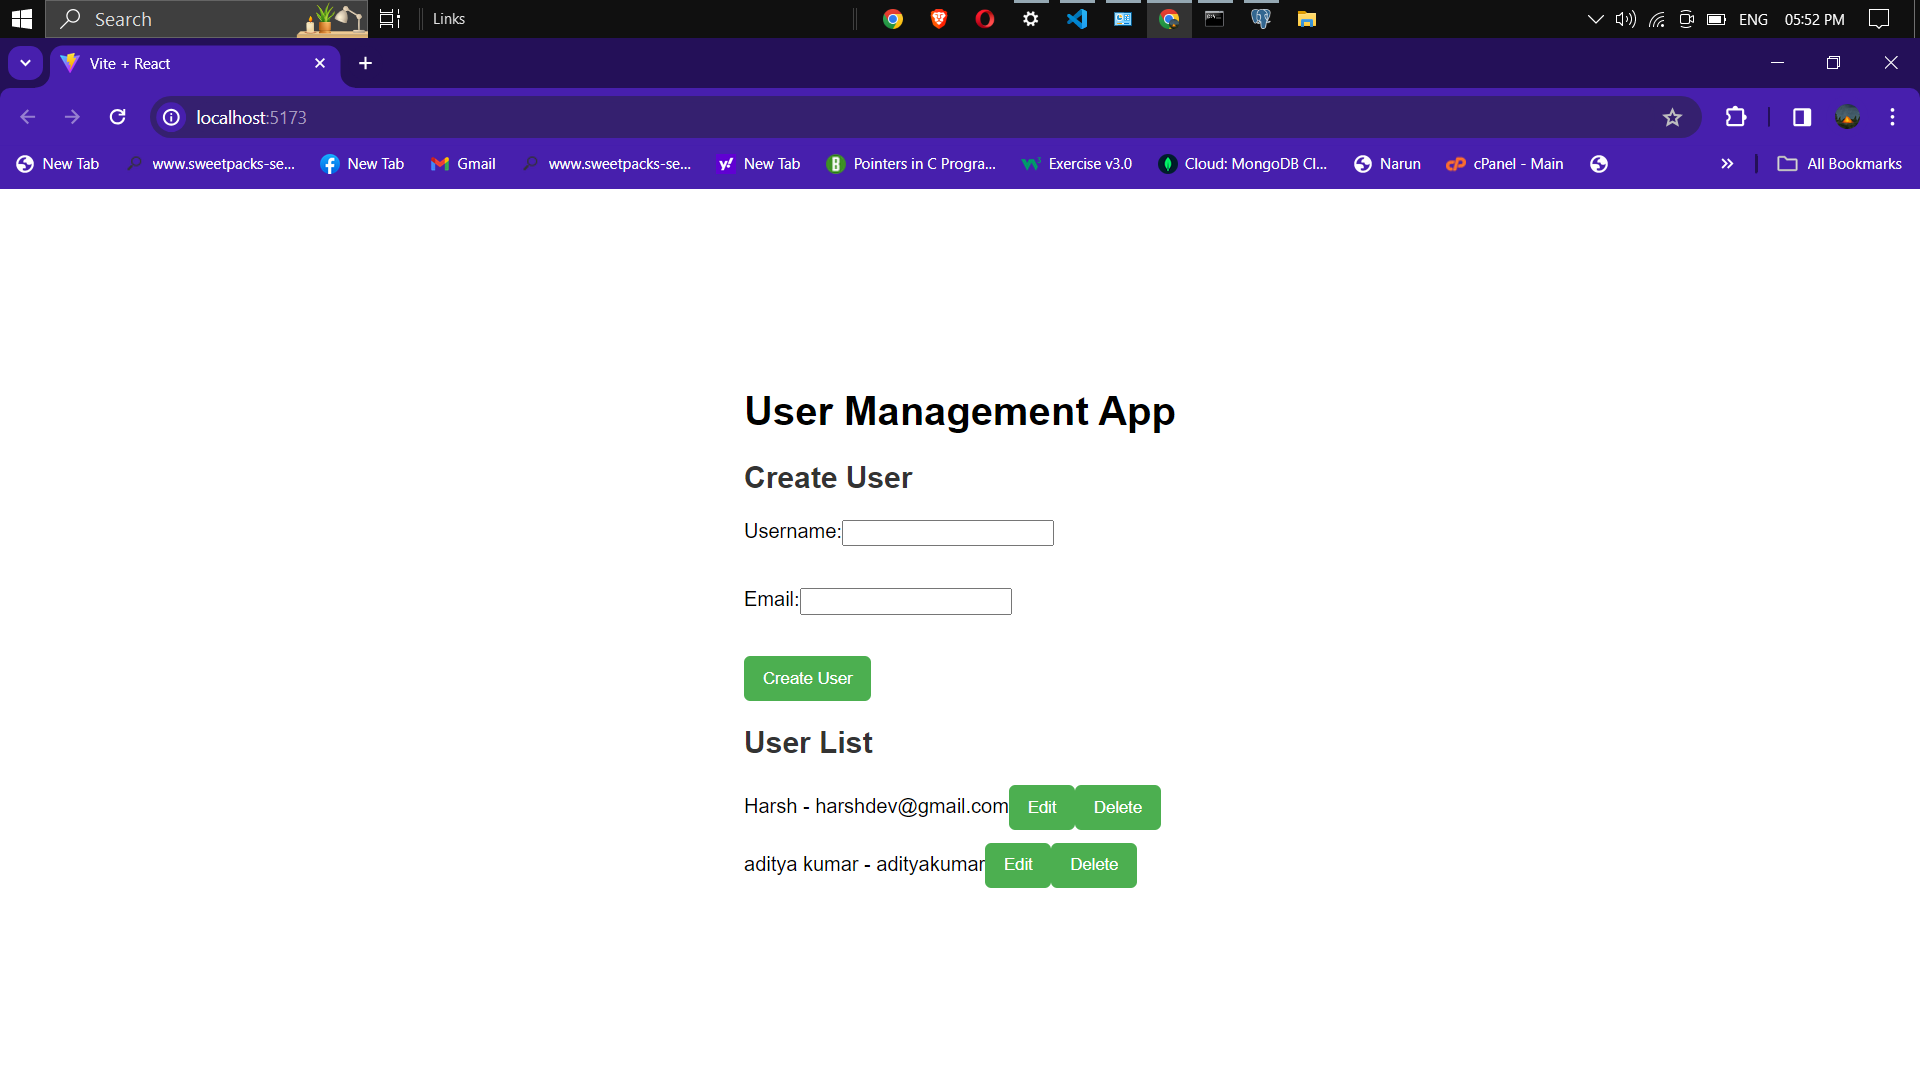 Search
Links
ENG
05:52 PM
Vite + React
localhost:5173
New Tab
www.sweetpacks-se...
New Tab
Gmail
www.sweetpacks-se...
New Tab
Pointers in C Progra...
Exercise v3.0
Cloud: MongoDB Cl...
Narun
cPanel - Main
All Bookmarks
User Management App
Create User
Username:
Email:
Create User
User List
Harsh - harshdev@gmail.com Edit Delete
aditya kumar - adityakumar Edit Delete